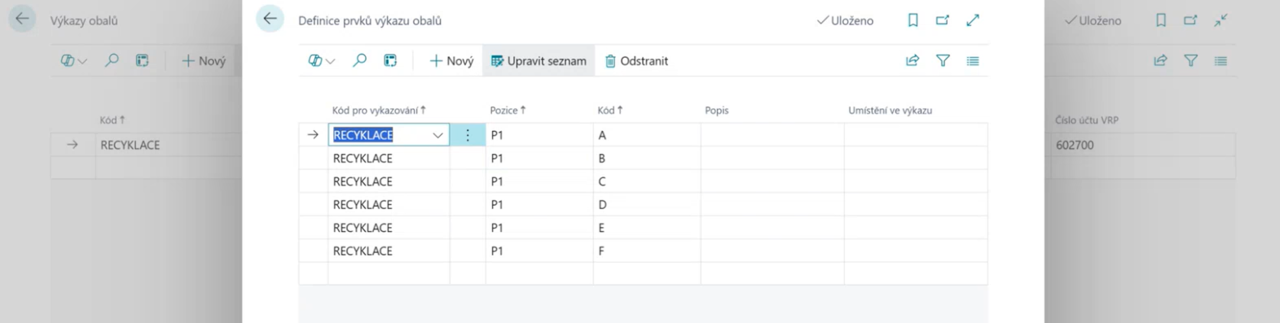 Výkazy obalů
Definice prvků výkazu obalů
Uloženo
Uloženo
Nový
Nový
Upravit seznam
Odstranit
Kód pro vykazování ↑
Pozice ↑
Kód ↑
Popis
Umístění ve výkazu
Kód ↑
Číslo účtu VRP
RECYKLACE
P1
A
RECYKLACE
602700
RECYKLACE
P1
B
RECYKLACE
P1
C
RECYKLACE
P1
D
RECYKLACE
P1
E
RECYKLACE
P1
F